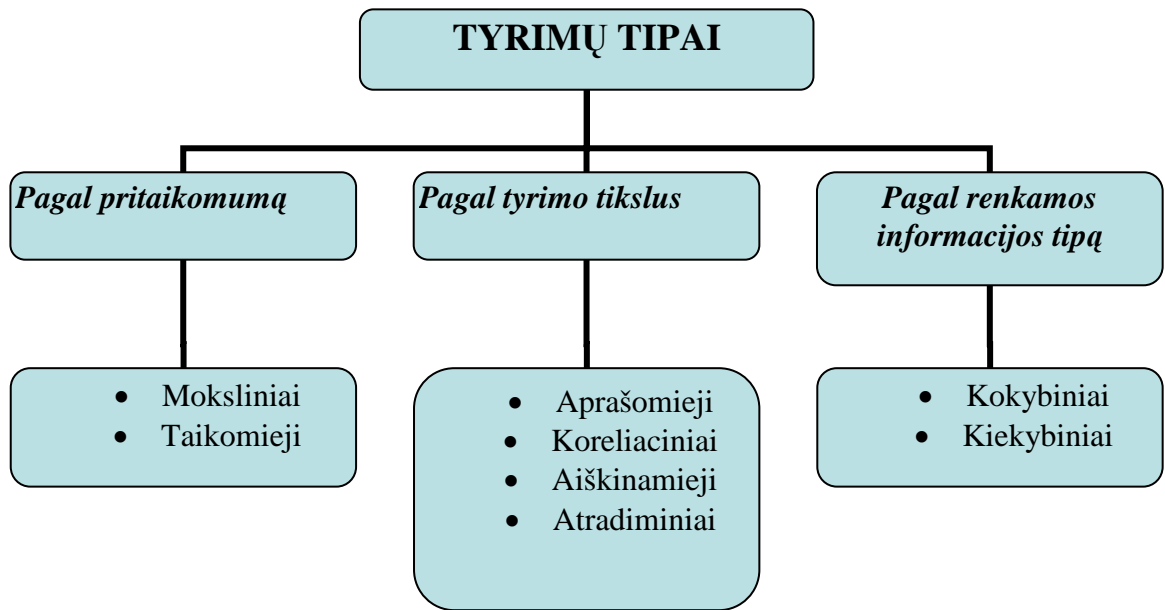 TYRIMŲ TIPAI
Pagal pritaikomumą
Pagal tyrimo tikslus
Pagal renkamos
informacijos tipą
• Moksliniai
• Taikomieji
• Aprašomieji
• Koreliaciniai
• Aiškinamieji
• Atradiminiai
• Kokybiniai
• Kiekybiniai